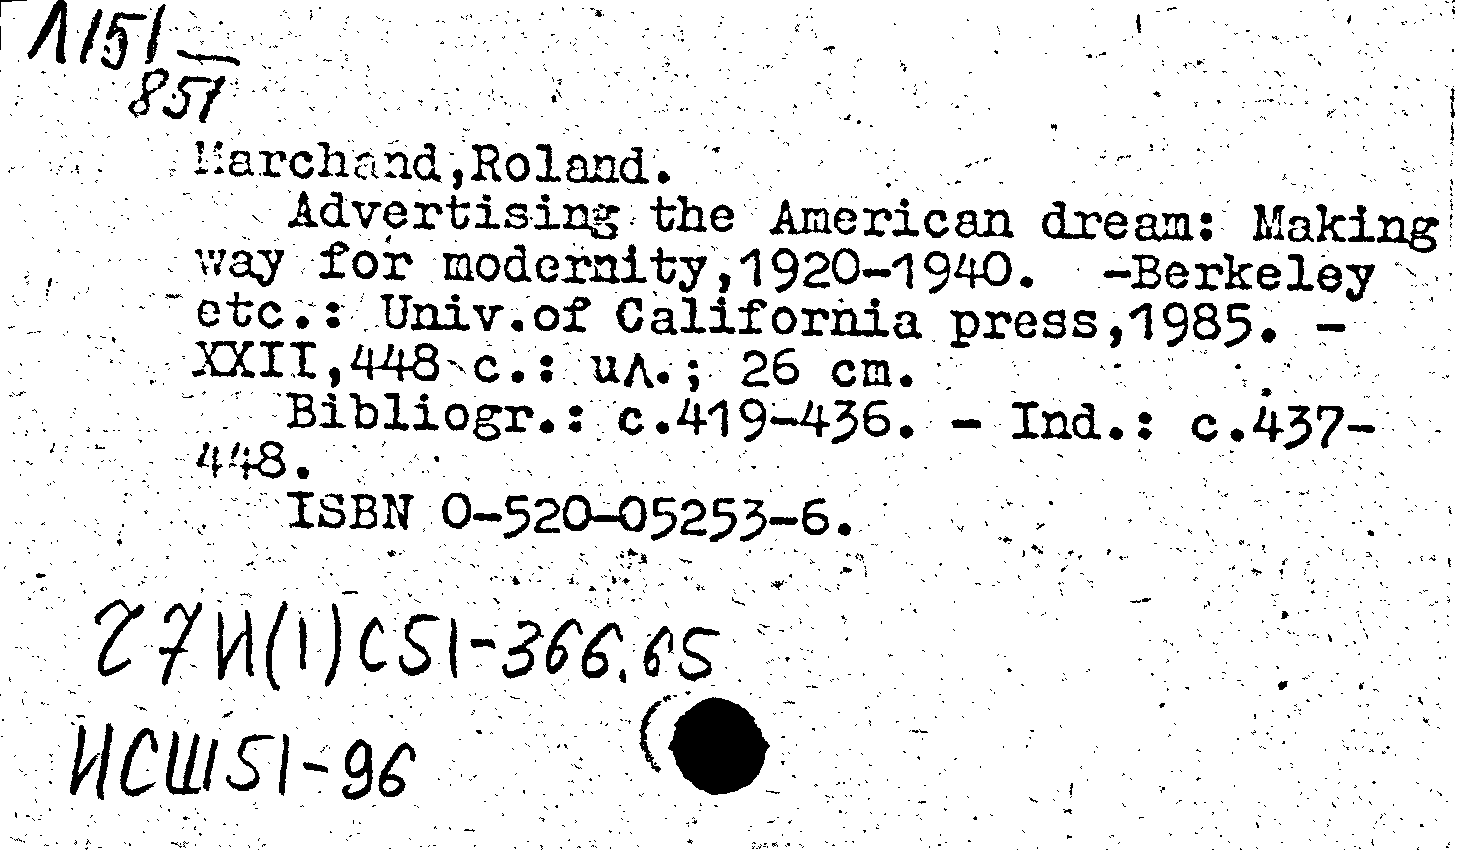 Л151
851
Marchand,Roland.
Advertising the American dream: Making
way for modernity,1920-1940. -Berkeley
etc.: Univ.of California press,1985. -
XXII,448 с.: ил.; 26 cm.
Bibliogr.: с.419-436. - Ind.: с.437-
448.
ISBN 0-520-05253-6.
Т7И(1)С51-366.65
ИСШ51-96